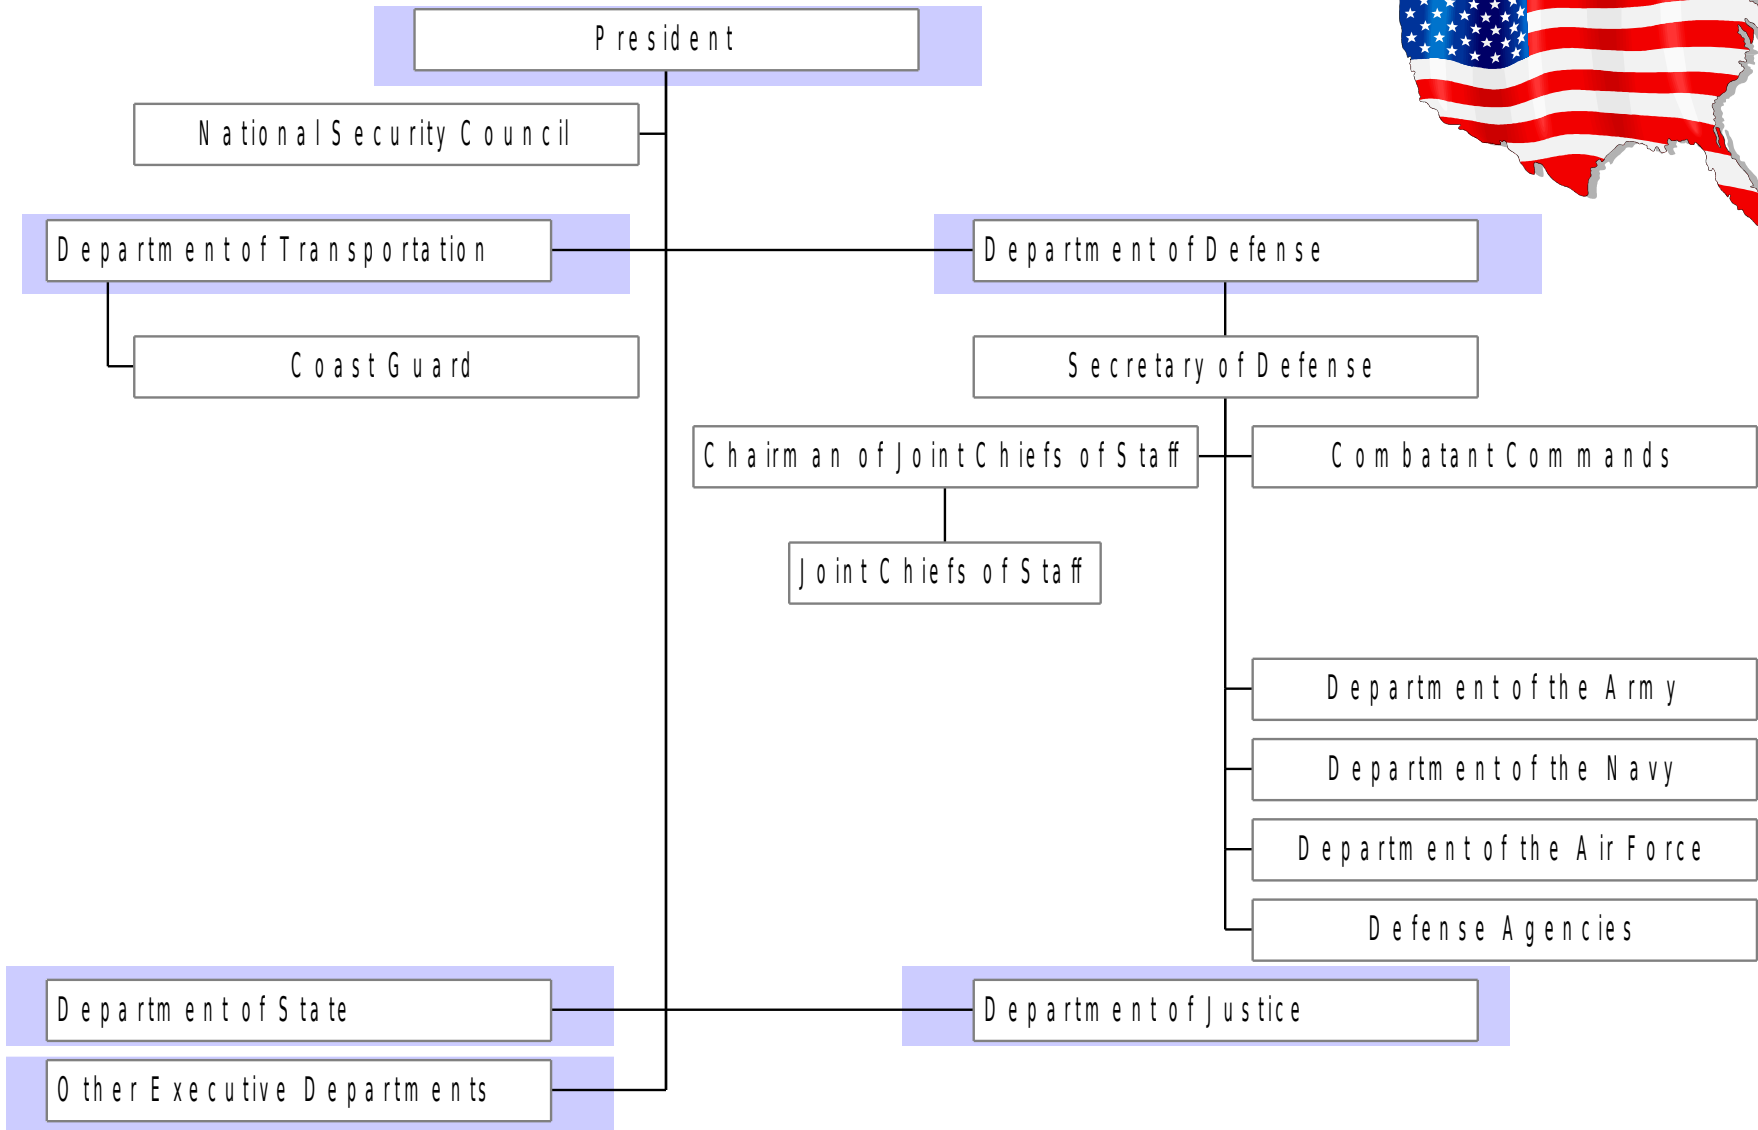 President
National Security Council
Department of Transportation
Department of Defense
Coast Guard
Secretary of Defense
Chairman of Joint Chiefs of Staff
Combatant Commands
Joint Chiefs of Staff
Department of the Army
Department of the Navy
Department of the Air Force
Defense Agencies
Department of State
Department of Justice
Other Executive Departments